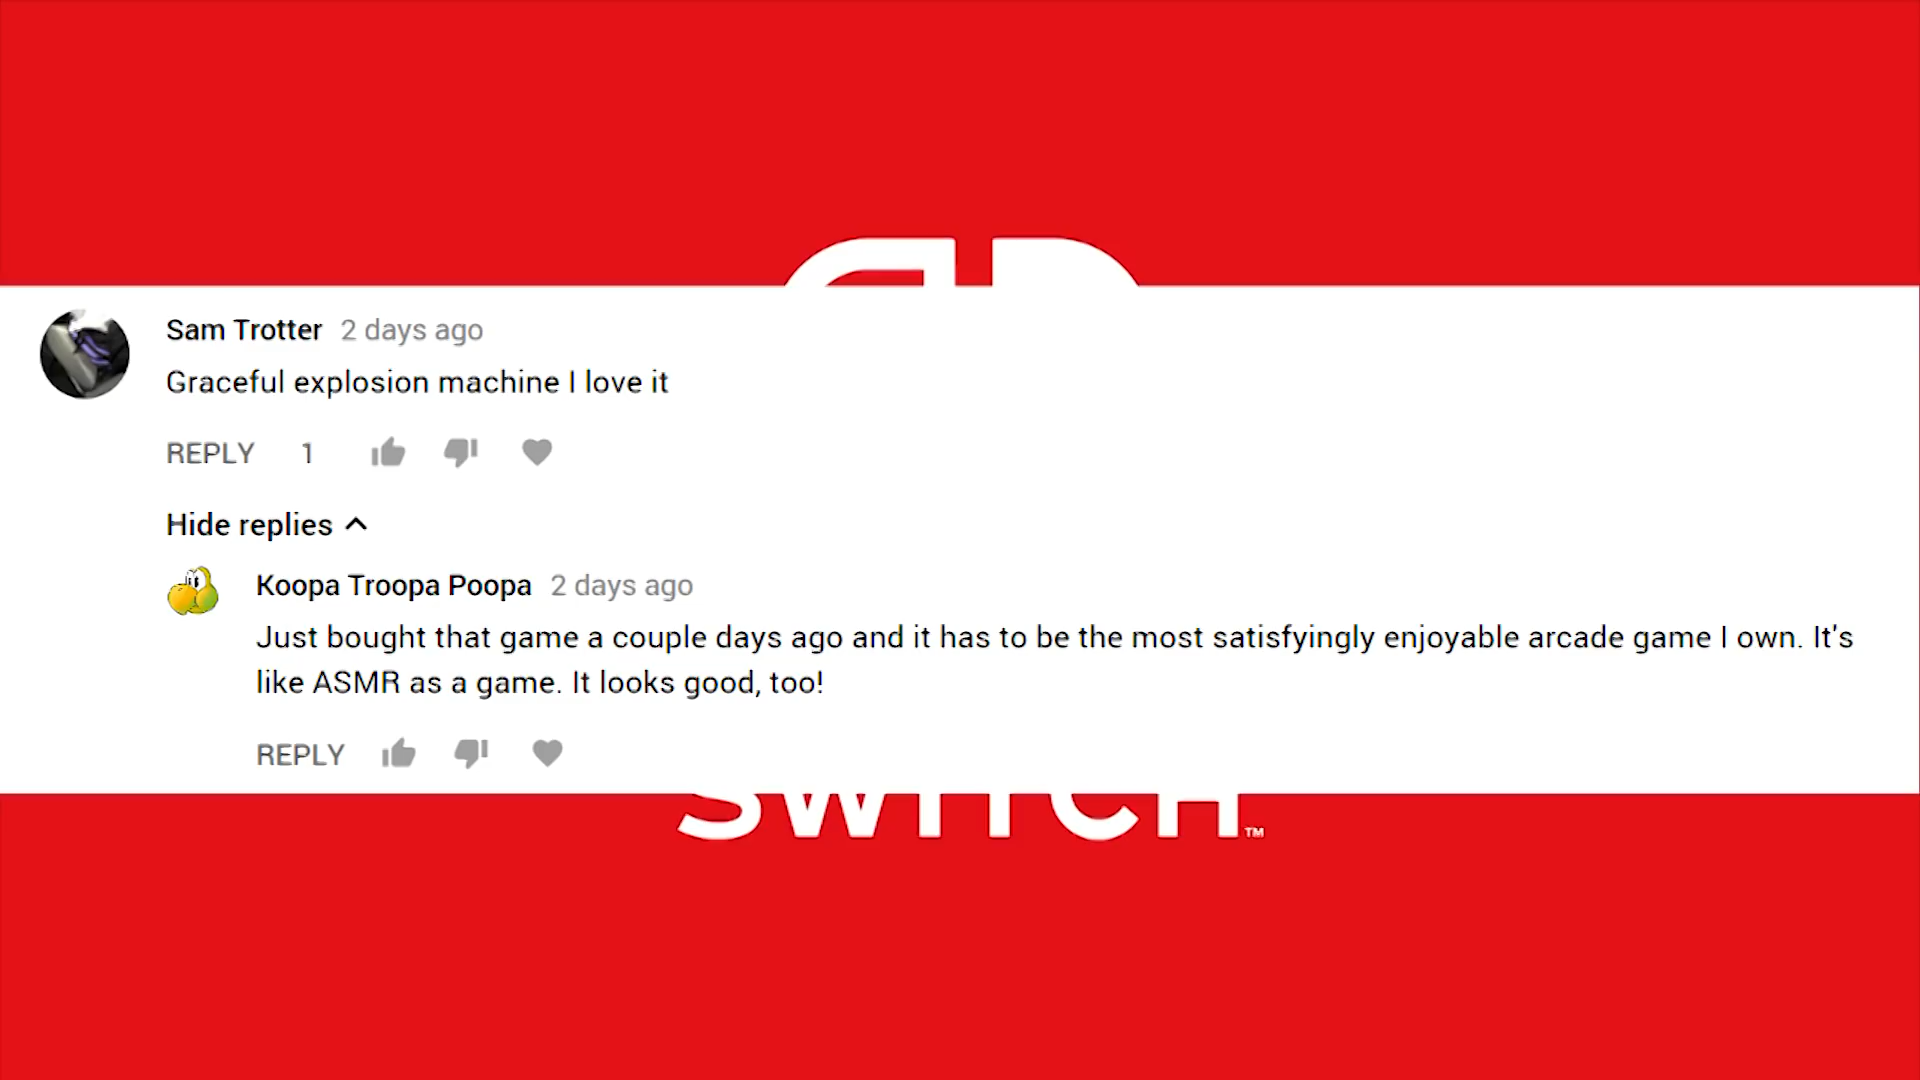 Sam Trotter 2 days ago
Graceful explosion machine I love it
REPLY 1
Hide replies
Koopa Troopa Poopa 2 days ago
Just bought that game a couple days ago and it has to be the most satisfyingly enjoyable arcade game I own. It's
like ASMR as a game. It looks good, too!
REPLY
SWITCH™